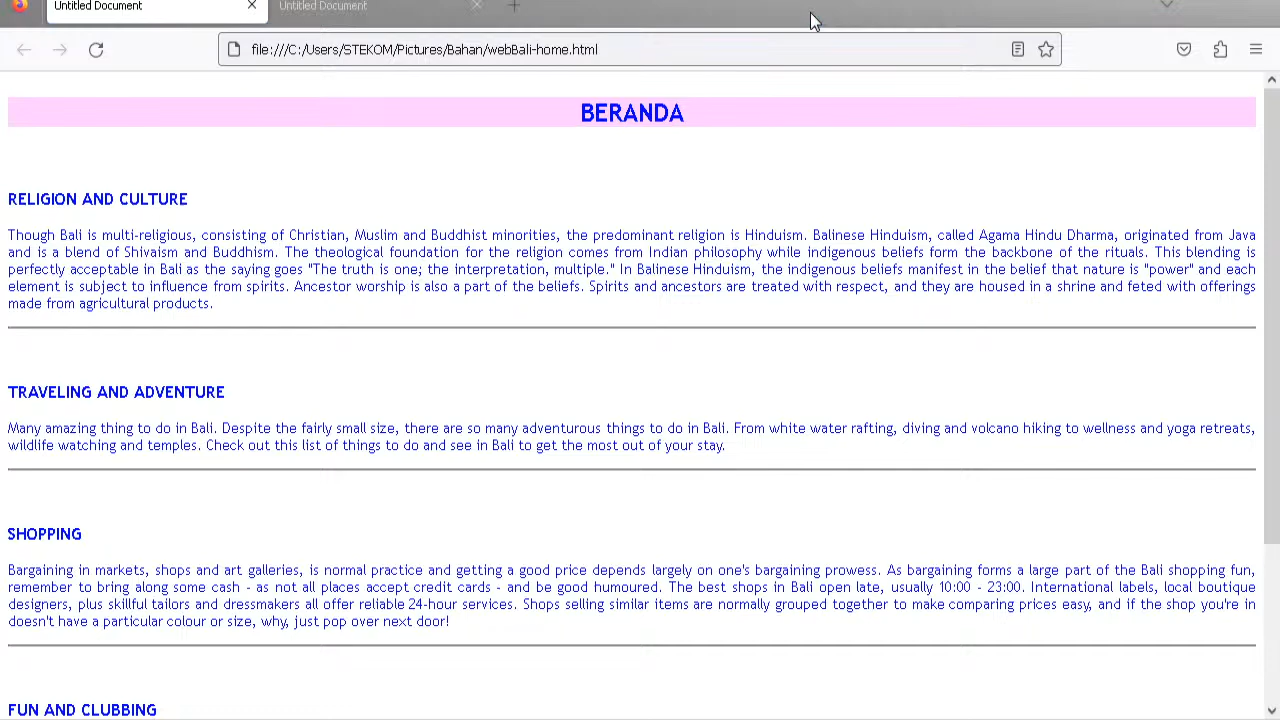 Untitled Document
Untitled Document
file:///C:/Users/STEKOM/Pictures/Bahan/webBali-home.html
BERANDA
RELIGION AND CULTURE
Though Bali is multi-religious, consisting of Christian, Muslim and Buddhist minorities, the predominant religion is Hinduism. Balinese Hinduism, called Agama Hindu Dharma, originated from Java
and is a blend of Shivaism and Buddhism. The theological foundation for the religion comes from Indian philosophy while indigenous beliefs form the backbone of the rituals. This blending is
perfectly acceptable in Bali as the saying goes "The truth is one; the interpretation, multiple." In Balinese Hinduism, the indigenous beliefs manifest in the belief that nature is "power" and each
element is subject to influence from spirits. Ancestor worship is also a part of the beliefs. Spirits and ancestors are treated with respect, and they are housed in a shrine and feted with offerings
made from agricultural products.
TRAVELING AND ADVENTURE
Many amazing thing to do in Bali. Despite the fairly small size, there are so many adventurous things to do in Bali. From white water rafting, diving and volcano hiking to wellness and yoga retreats,
wildlife watching and temples. Check out this list of things to do and see in Bali to get the most out of your stay.
SHOPPING
Bargaining in markets, shops and art galleries, is normal practice and getting a good price depends largely on one's bargaining prowess. As bargaining forms a large part of the Bali shopping fun,
remember to bring along some cash - as not all places accept credit cards - and be good humoured. The best shops in Bali open late, usually 10:00 - 23:00. International labels, local boutique
designers, plus skillful tailors and dressmakers all offer reliable 24-hour services. Shops selling similar items are normally grouped together to make comparing prices easy, and if the shop you're in
doesn't have a particular colour or size, why, just pop over next door!
FUN AND CLUBBING